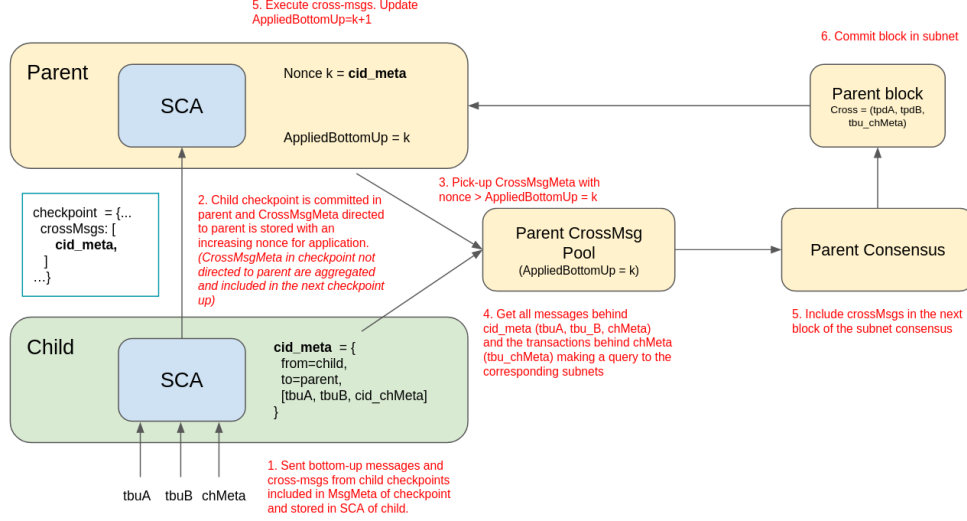 5. Execute cross-msgs. Update
AppliedBottomUp=k+1
6. Commit block in subnet
Parent
SCA
Nonce k = cid_meta
AppliedBottomUp = k
Parent block
Cross = (tpdA, tpdB,
tbu_chMeta)
checkpoint = {...
crossMsgs: [
cid_meta,
]
...}
2. Child checkpoint is committed in
parent and CrossMsgMeta directed
to parent is stored with an
increasing nonce for application.
(CrossMsgMeta in checkpoint not
directed to parent are aggregated
and included in the next checkpoint
up)
3. Pick-up CrossMsgMeta with
nonce > AppliedBottomUp = k
Parent CrossMsg
Pool
(AppliedBottomUp = k)
Parent Consensus
4. Get all messages behind
cid_meta (tbuA, tbu_B, chMeta)
and the transactions behind chMeta
(tbu_chMeta) making a query to the
corresponding subnets
5. Include crossMsgs in the next
block of the subnet consensus
Child
SCA
cid_meta = {
from=child,
to=parent,
[tbuA, tbuB, cid_chMeta]
}
tbuA
tbuB
chMeta
1. Sent bottom-up messages and
cross-msgs from child checkpoints
included in MsgMeta of checkpoint
and stored in SCA of child.